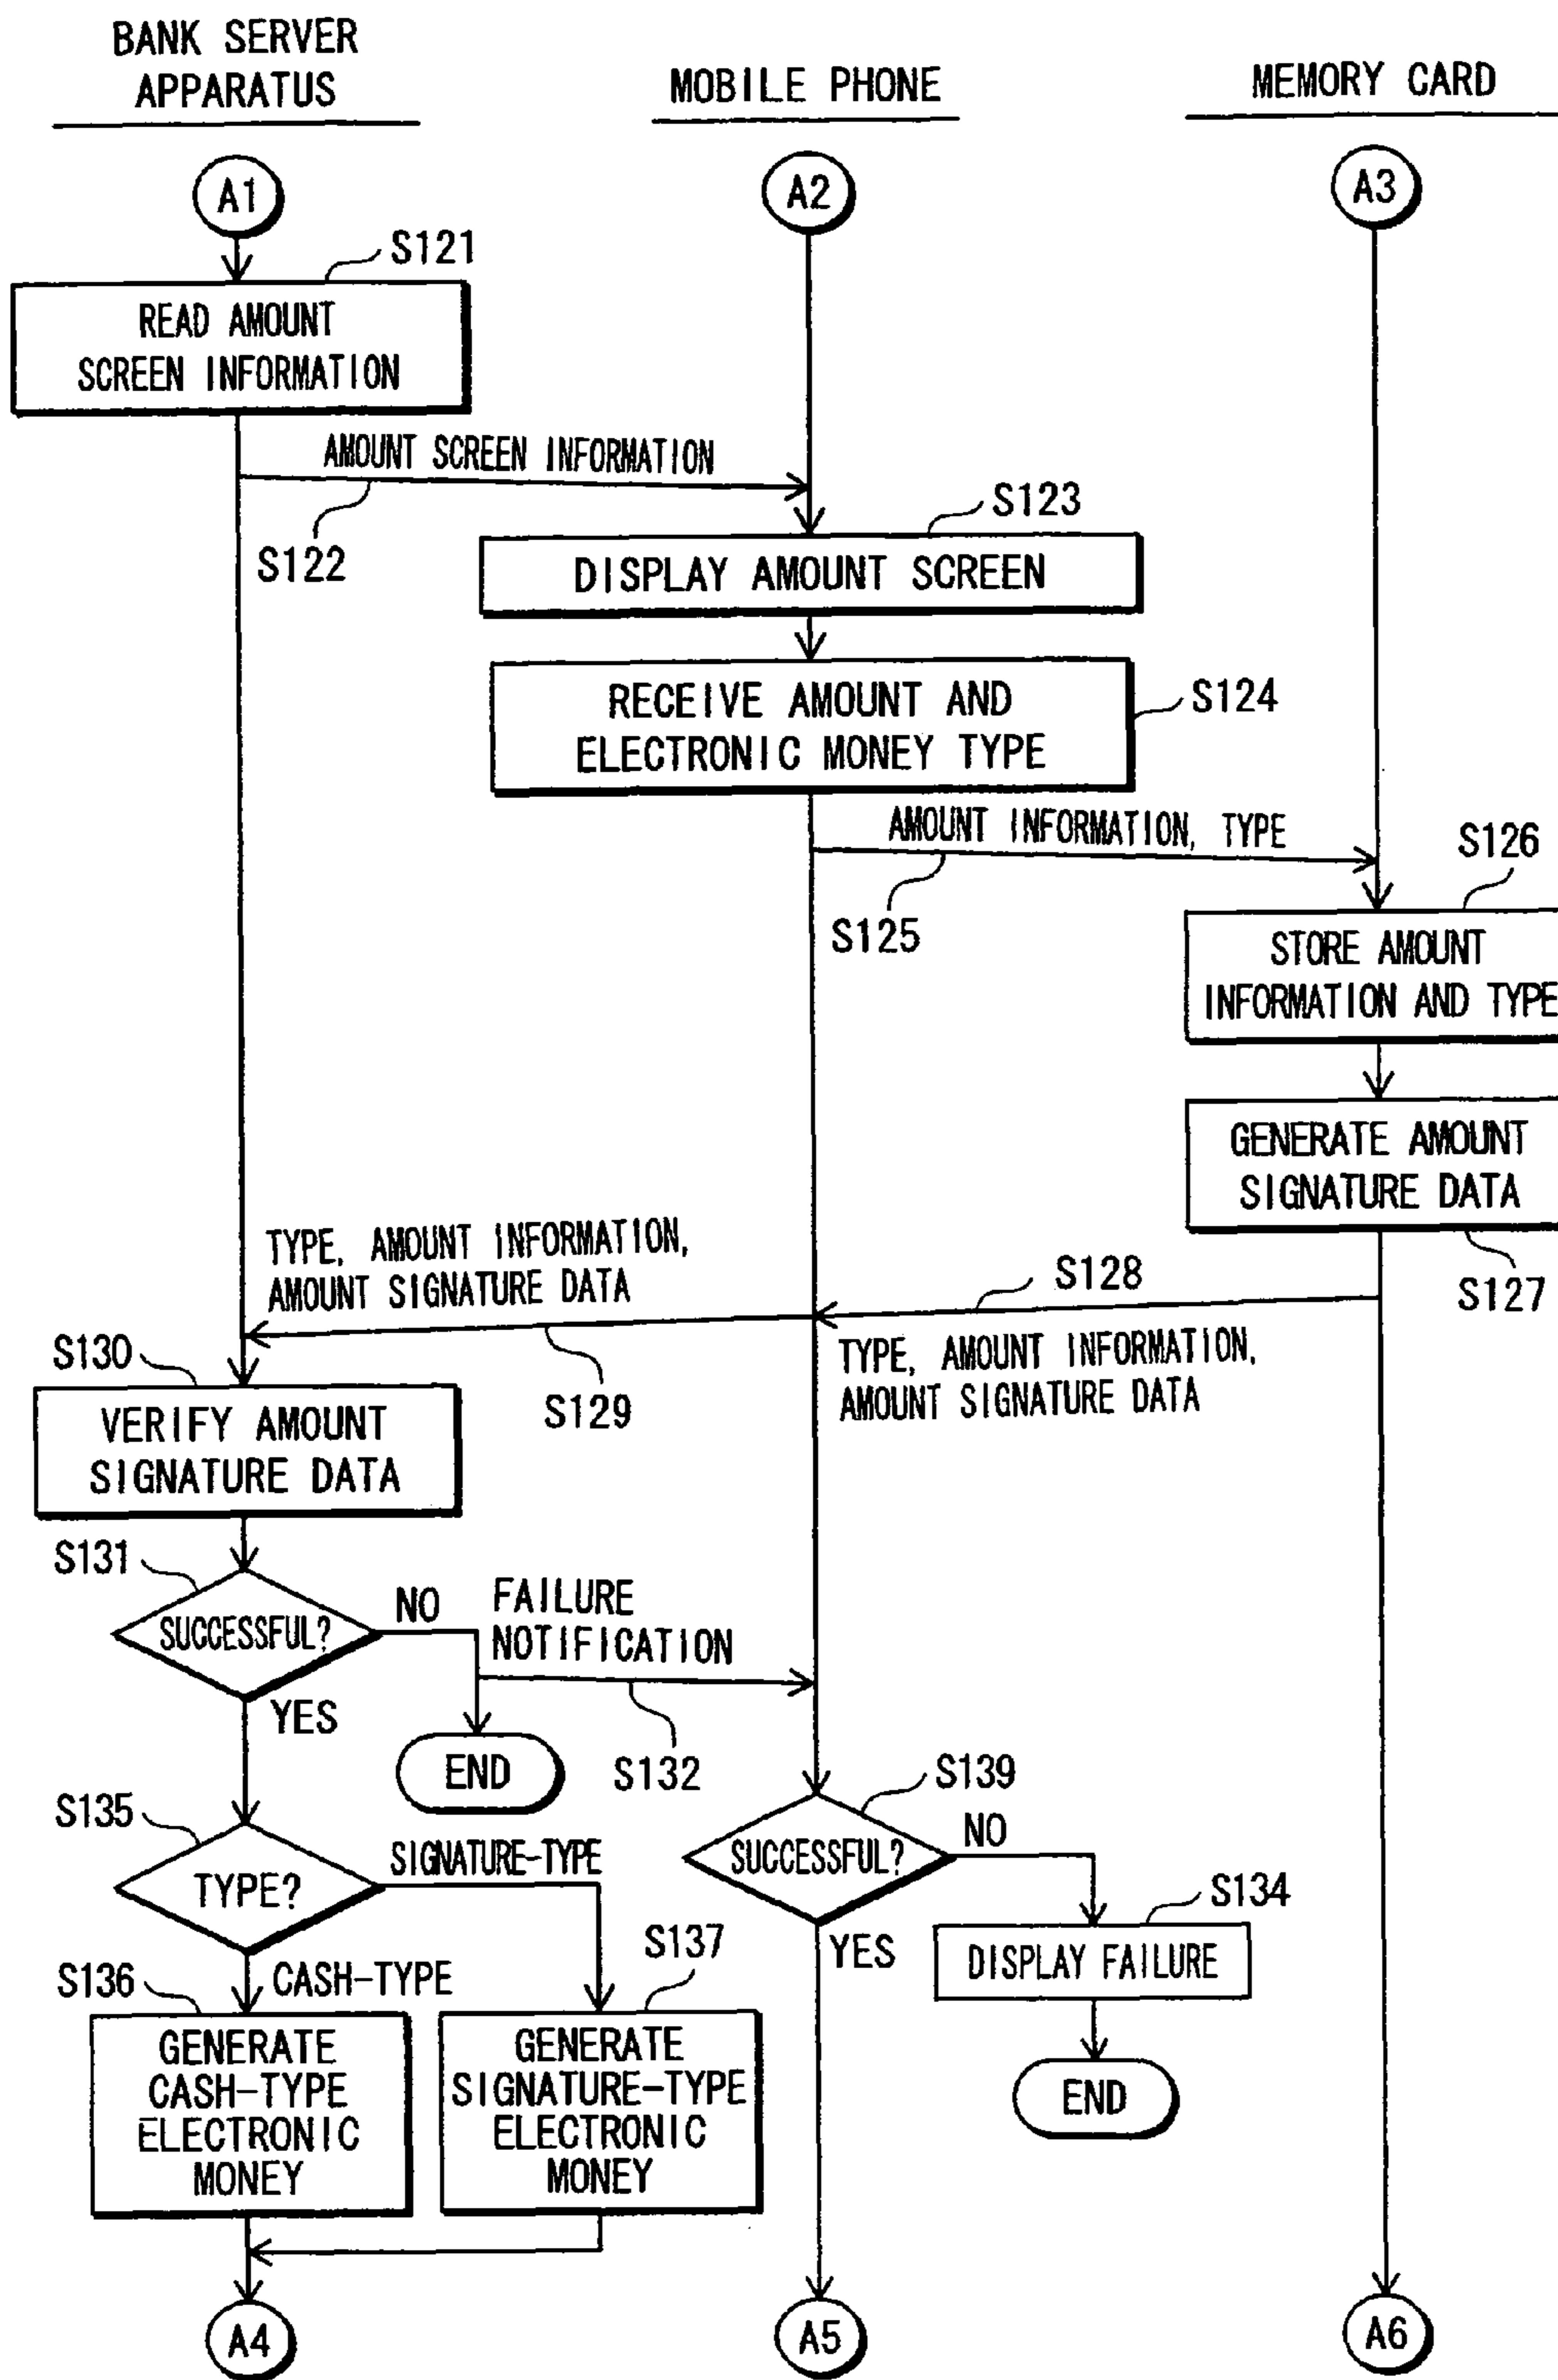 BANK SERVER
APPARATUS
MOBILE PHONE
MEMORY CARD
A1
A2
A3
S121
READ AMOUNT
SCREEN INFORMATION
AMOUNT SCREEN INFORMATION
S122
S123
DISPLAY AMOUNT SCREEN
RECEIVE AMOUNT AND
ELECTRONIC MONEY TYPE
S124
AMOUNT INFORMATION, TYPE
S125
S126
STORE AMOUNT
INFORMATION AND TYPE
GENERATE AMOUNT
SIGNATURE DATA
S127
TYPE, AMOUNT INFORMATION,
AMOUNT SIGNATURE DATA
S128
TYPE, AMOUNT INFORMATION,
AMOUNT SIGNATURE DATA
S129
S130
VERIFY AMOUNT
SIGNATURE DATA
S131
SUCCESSFUL?
NO
FAILURE
NOTIFICATION
YES
END
S132
S139
SUCCESSFUL?
NO
YES
S134
DISPLAY FAILURE
END
S135
TYPE?
SIGNATURE-TYPE
CASH-TYPE
S136
GENERATE
CASH-TYPE
ELECTRONIC
MONEY
S137
GENERATE
SIGNATURE-TYPE
ELECTRONIC
MONEY
A4
A5
A6